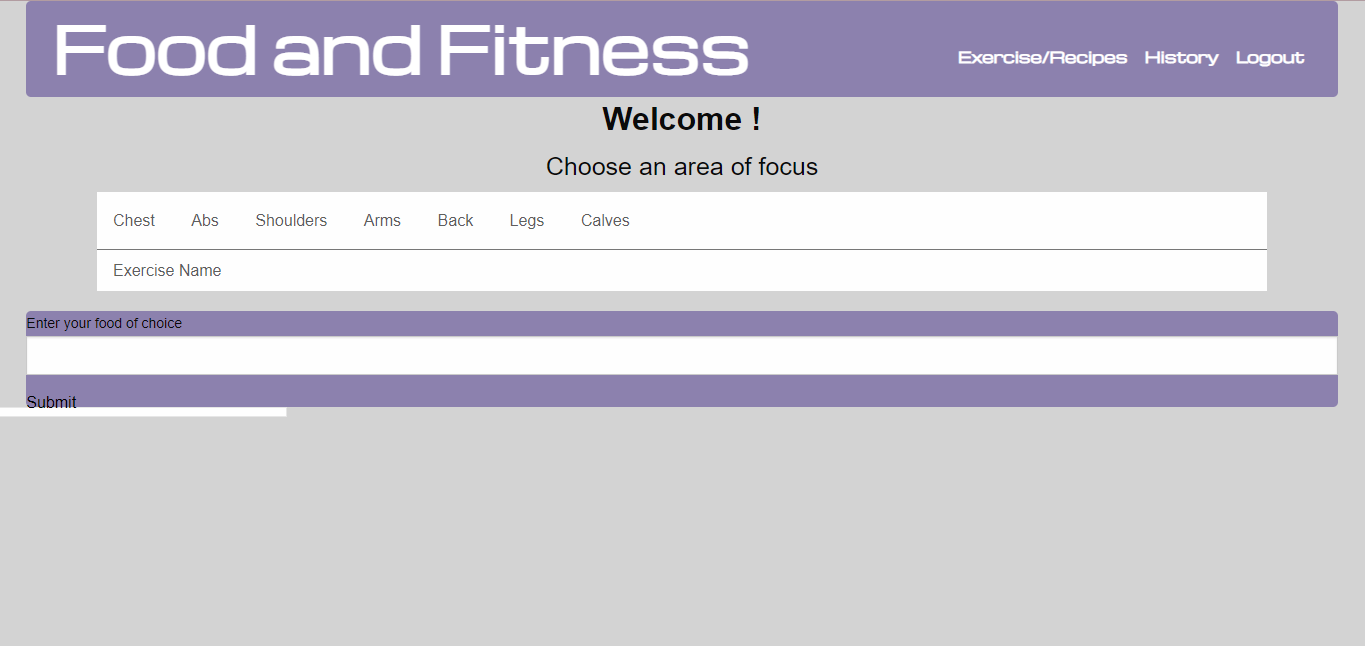 Food and Fitness
Exercise/Recipes History Logout
Welcome !
Choose an area of focus
Chest Abs Shoulders Arms Back Legs Calves
Exercise Name
Enter your food of choice
Submit